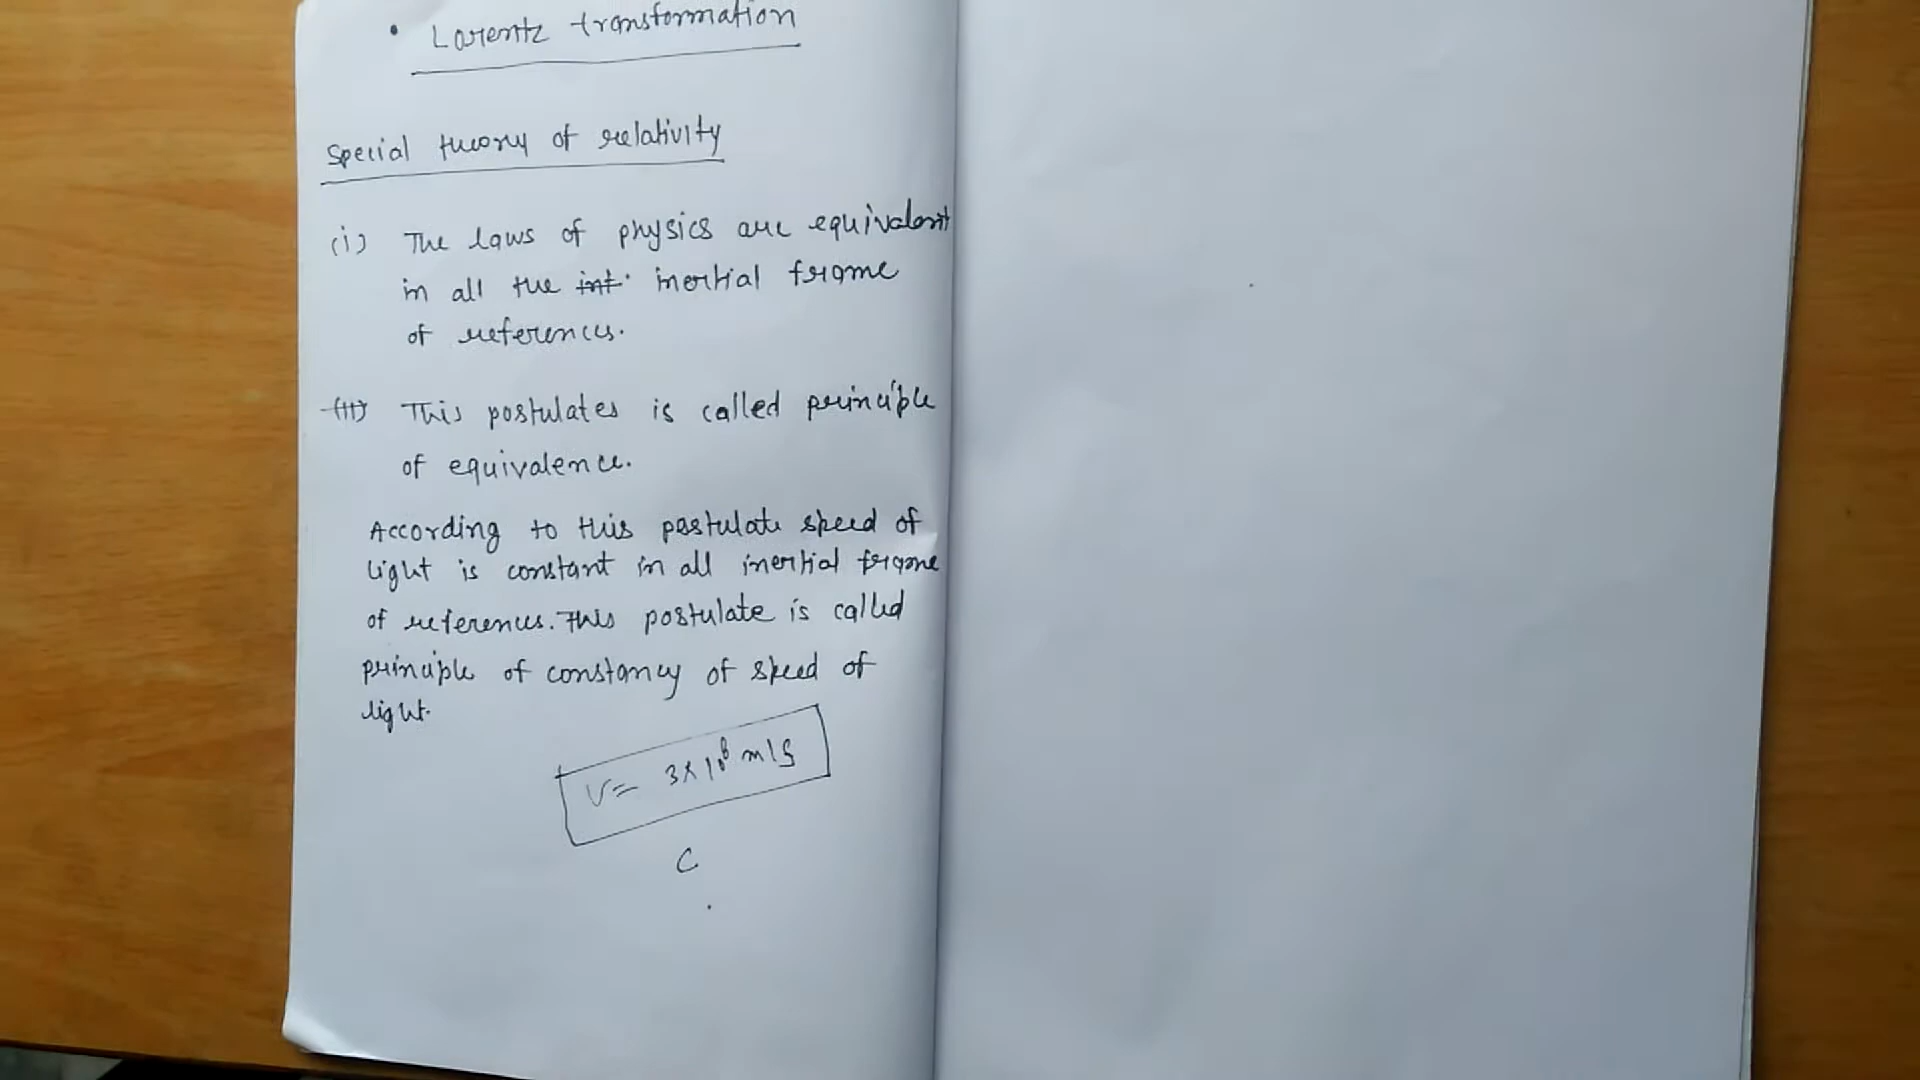 • Lorentz transformation
Special theory of relativity
(i) The laws of physics are equivalent
in all the int. inertial frame
of references.
(ii) This postulates is called principle
of equivalence.
According to this postulate speed of
light is constant in all inertial frame
of references. This postulate is called
principle of constancy of speed of
light.
v = 3×10⁸ m/s
C